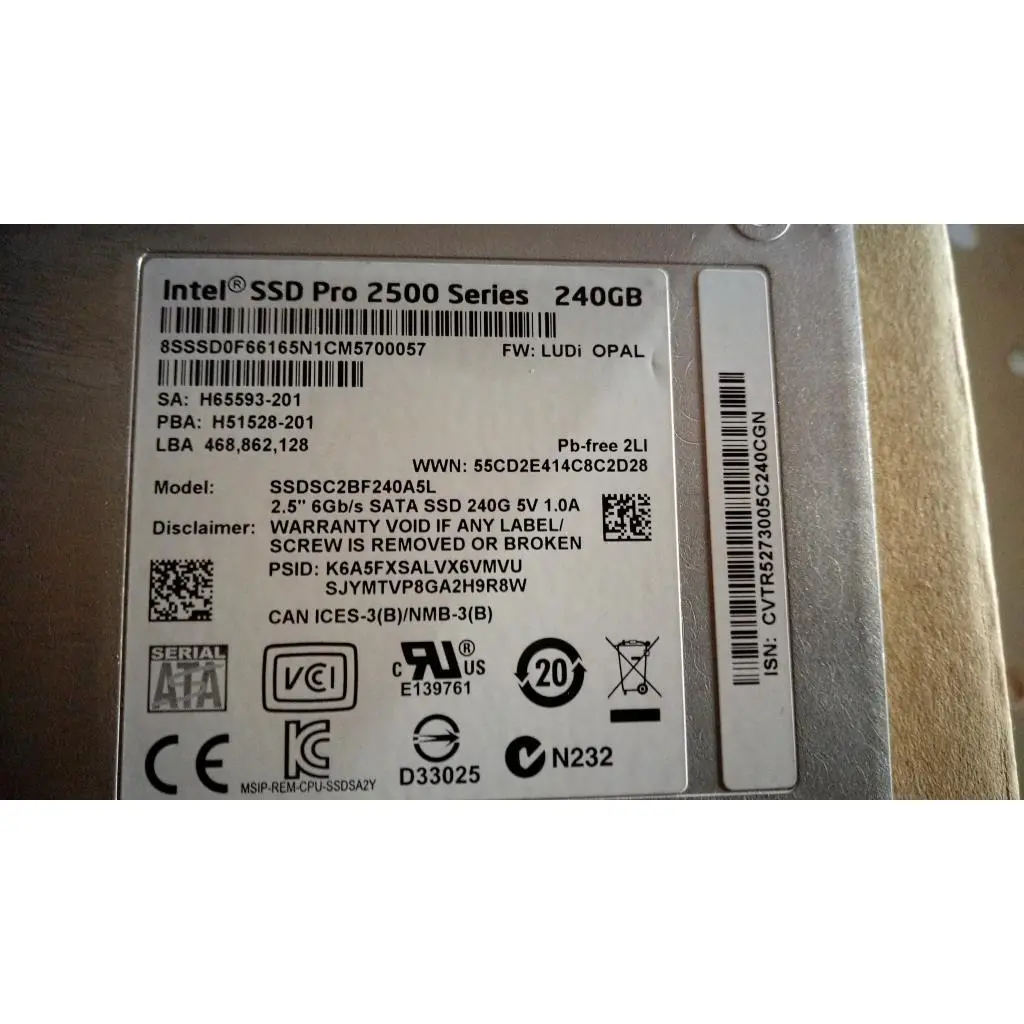 Intel® SSD Pro 2500 Series 240GB
8SSSD0F66165N1CM5700057 FW: LUDi OPAL
SA: H65593-201
PBA: H51528-201
LBA 468,862,128 Pb-free 2LI
WWN: 55CD2E414C8C2D28
Model: SSDSC2BF240A5L
2.5" 6Gb/s SATA SSD 240G 5V 1.0A
Disclaimer: WARRANTY VOID IF ANY LABEL/
SCREW IS REMOVED OR BROKEN
PSID: K6A5FXSALVX6VMVU
SJYMTVP8GA2H9R8W
CAN ICES-3(B)/NMB-3(B)
SERIAL
ATA
VCI
c RU® US
E139761
20
CE
KC
MSIP-REM-CPU-SSDSA2Y
D33025
N232
ISN: CVTR5273005C240CGN